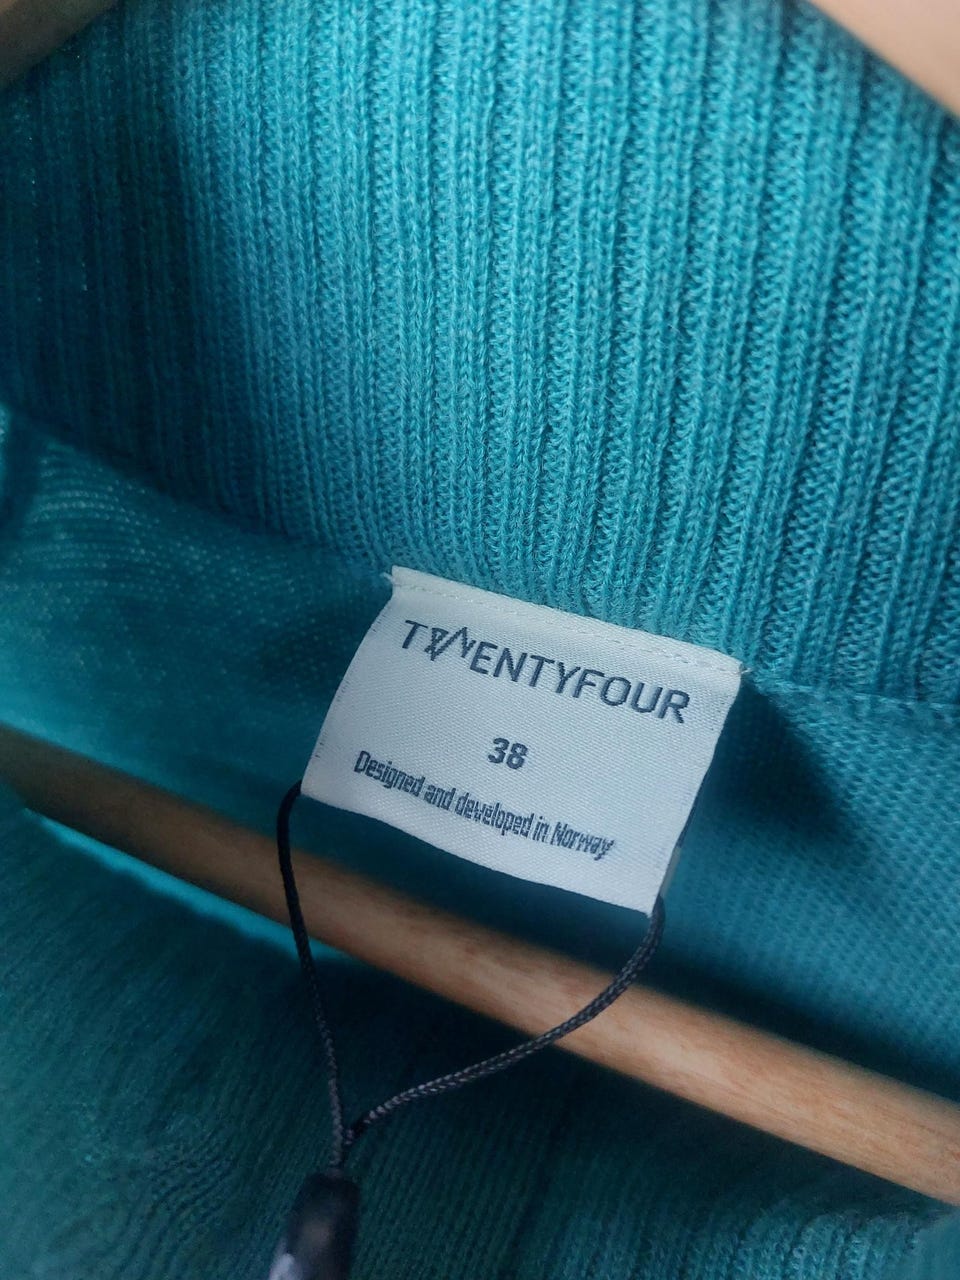 TWENTYFOUR
38
Designed and developed in Norway